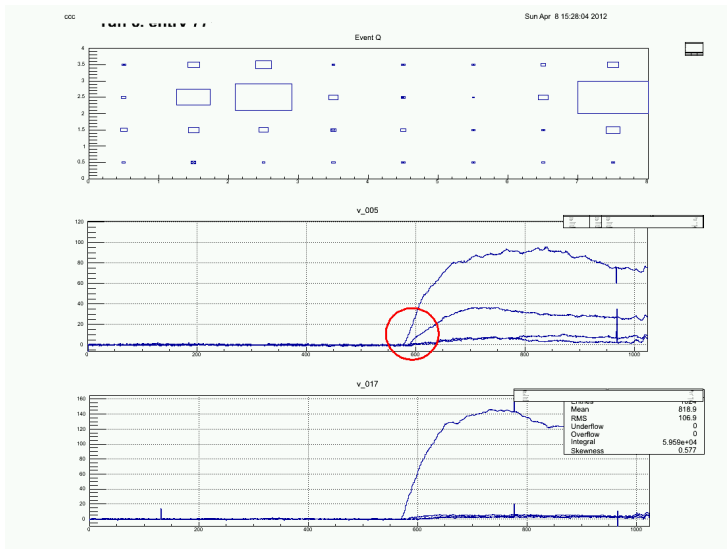 ccc
Sun Apr 8 15:28:04 2012
Event Q
4
3.5
3
2.5
2
1.5
1
0.5
0
0 1 2 3 4 5 6 7 8
v_005
120
100
80
60
40
20
0
0 200 400 600 800 1000
v_017
160
140
120
100
80
60
40
20
0
0 200 400 600 800 1000
Mean 818.9
RMS 106.9
Underflow 0
Overflow 0
Integral 5.959e+04
Skewness 0.577